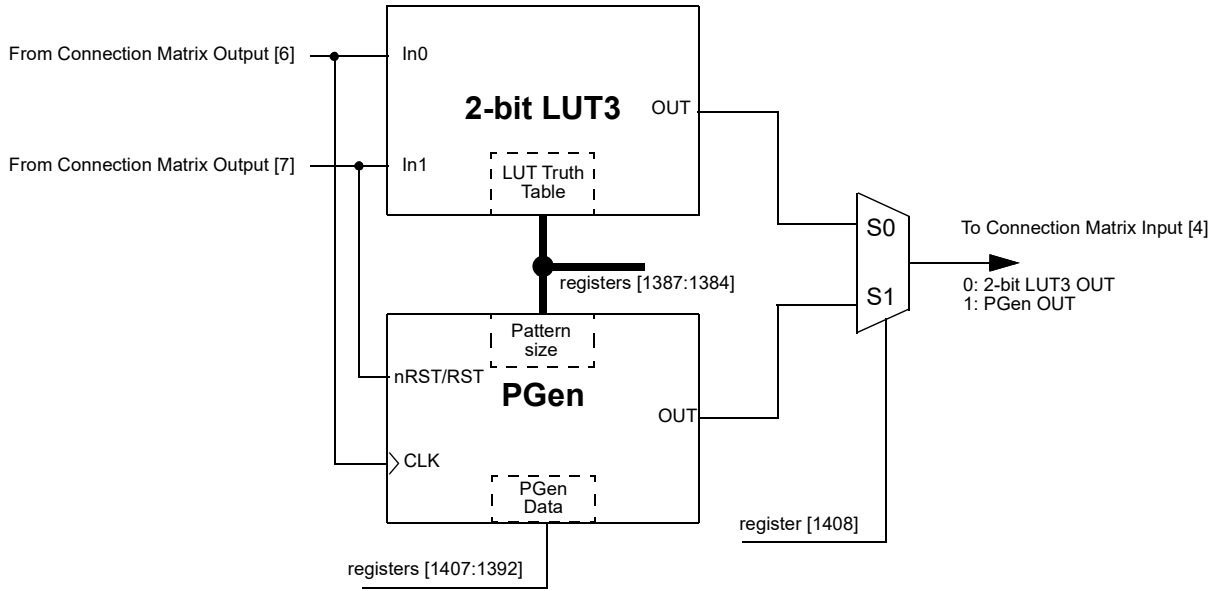 From Connection Matrix Output [6]
In0
2-bit LUT3
OUT
From Connection Matrix Output [7]
In1
LUT Truth
Table
S0
To Connection Matrix Input [4]
registers [1387:1384]
0: 2-bit LUT3 OUT
S1
1: PGen OUT
Pattern
size
nRST/RST
PGen
OUT
CLK
PGen
Data
register [1408]
registers [1407:1392]